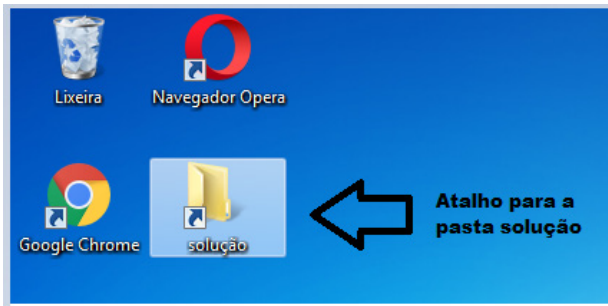 Lixeira
Navegador Opera
Google Chrome
solução
Atalho para a
pasta solução